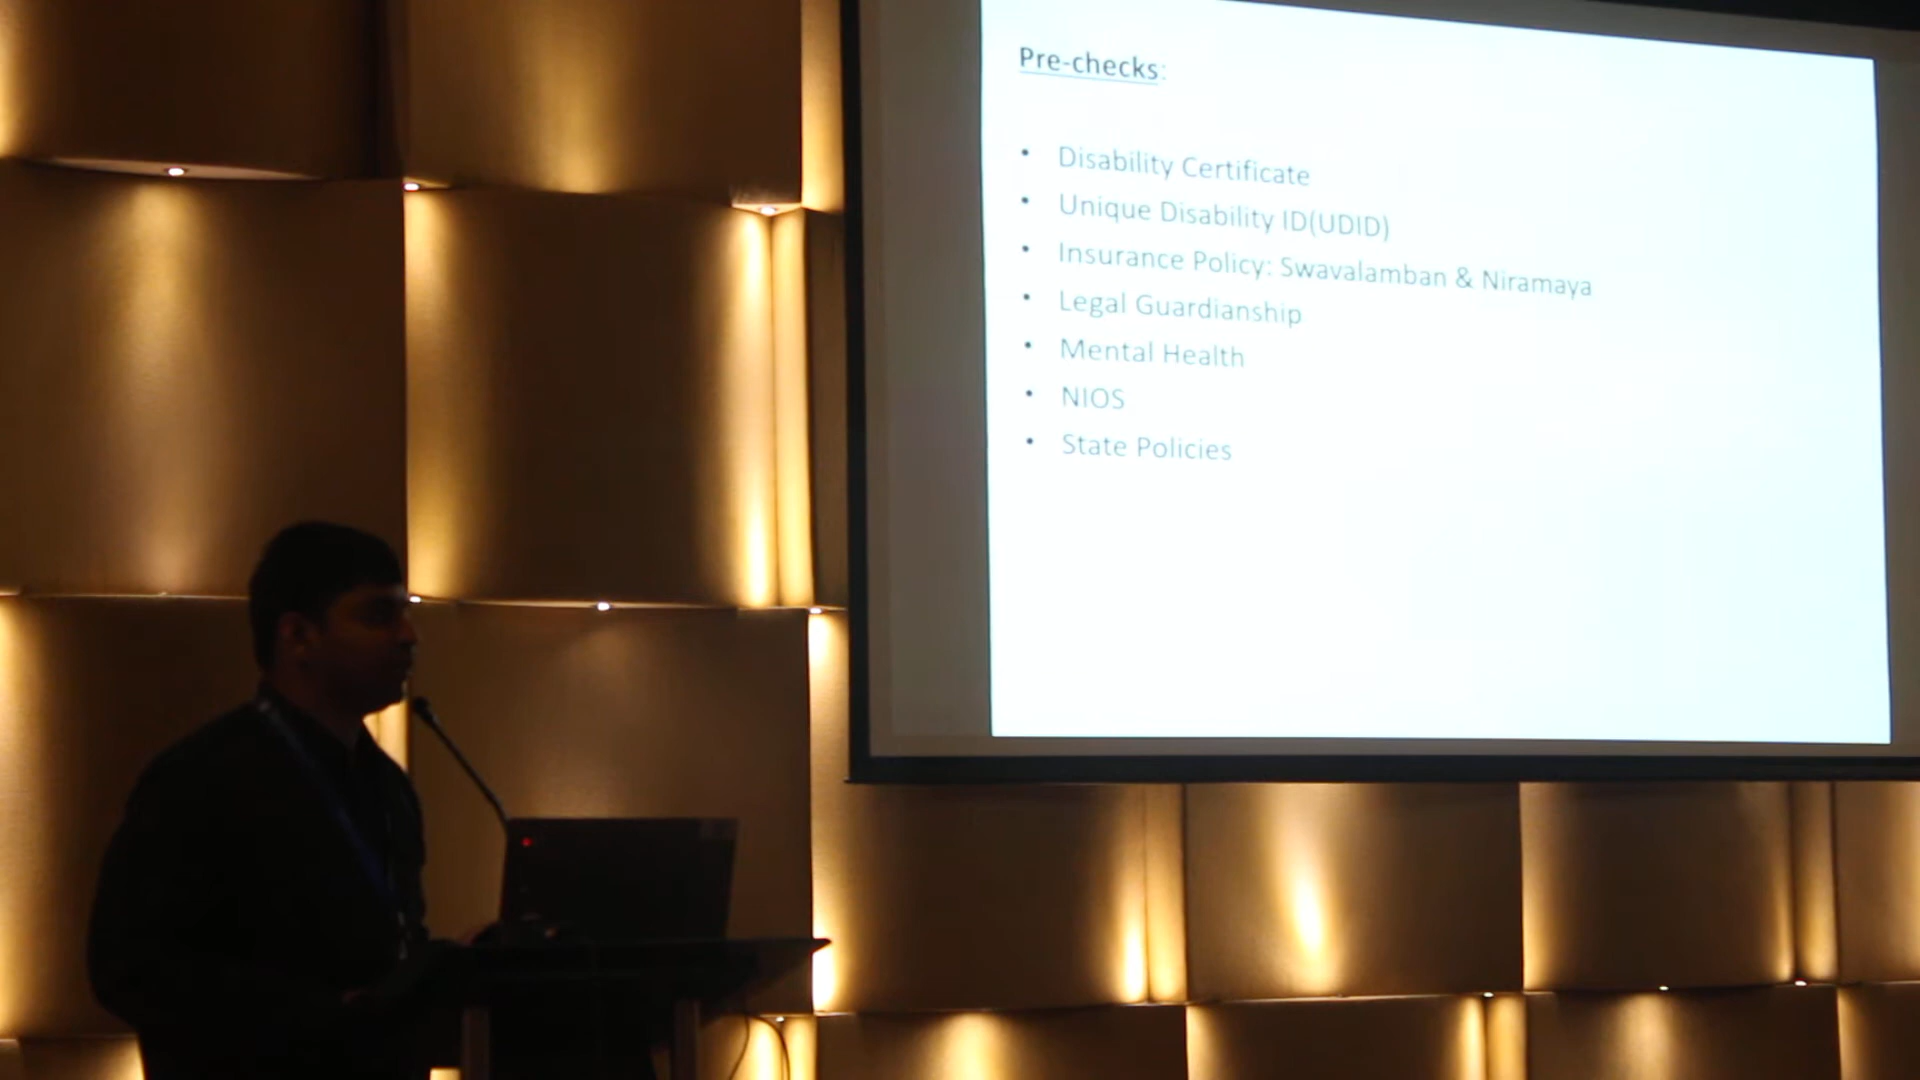 Pre-checks:
• Disability Certificate
• Unique Disability ID(UDID)
• Insurance Policy: Swavalamban & Niramaya
• Legal Guardianship
• Mental Health
• NIOS
• State Policies